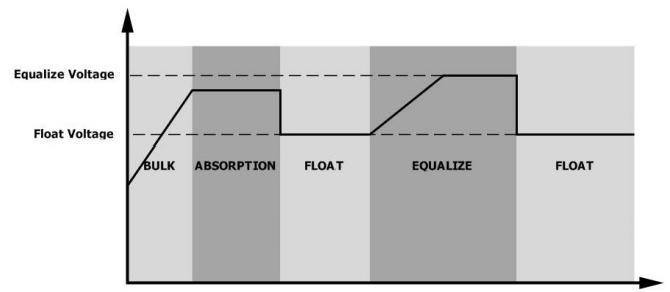 Equalize Voltage
Float Voltage
BULK ABSORPTION FLOAT EQUALIZE FLOAT